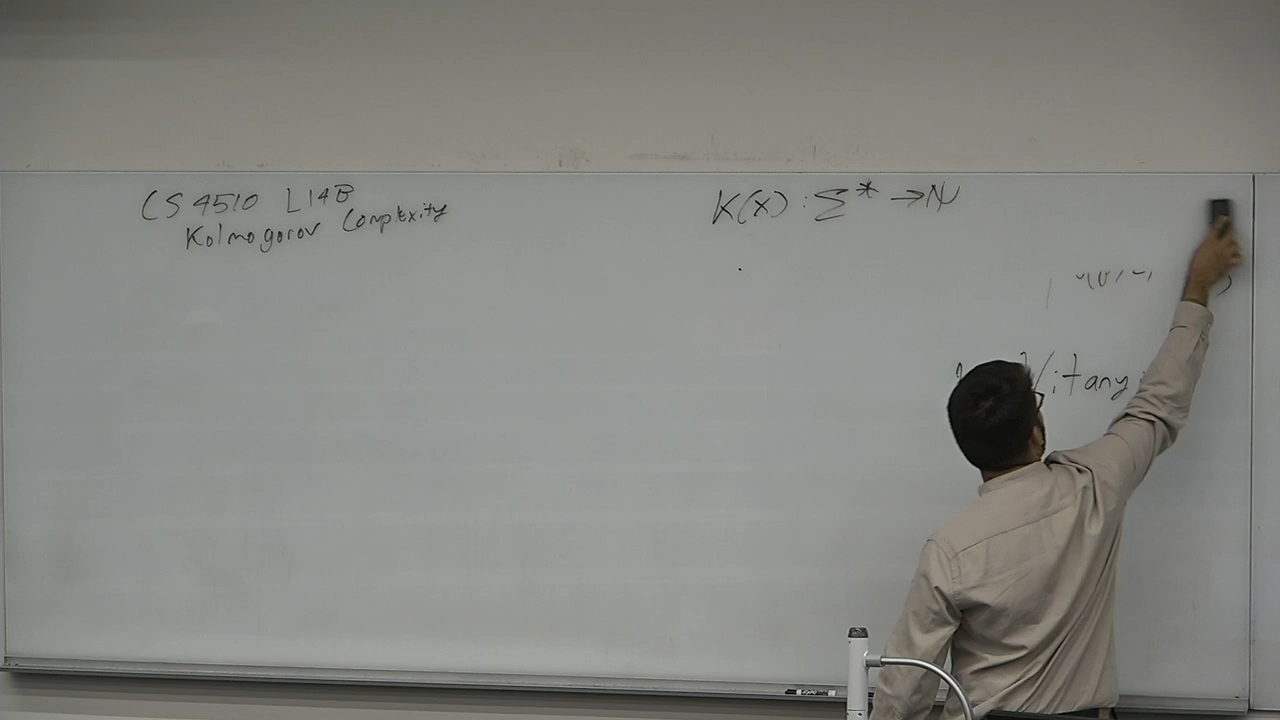 CS 4510 L14B
Kolmogorov Complexity
K(x) : Σ* → ℕ
Vitany